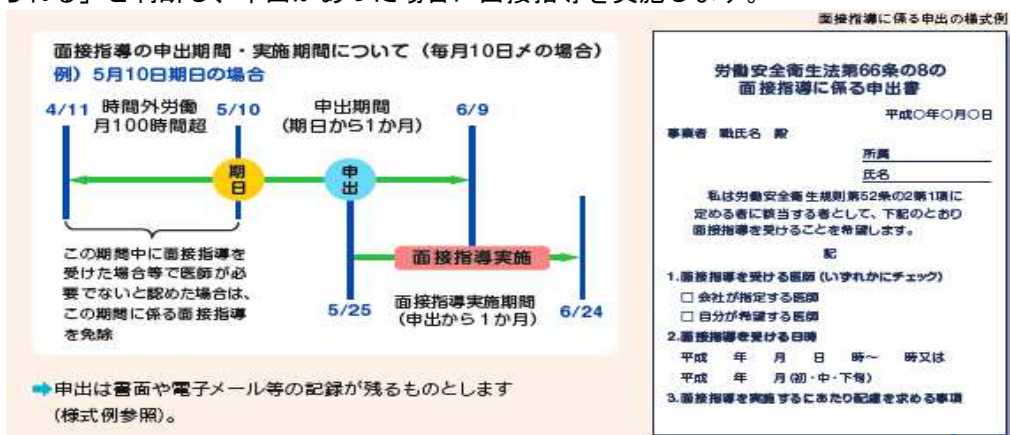 面接指導に係る申出の様式例
面接指導の申出期間・実施期間について（毎月10日〆の場合）
例）5月10日期日の場合
4/11
時間外労働
月100時間超
5/10
申出期間
（期日から1か月）
6/9
期日
申出
この期間中に面接指導を
受けた場合等で医師が必
要でないと認めた場合は、
この期間に係る面接指導
を免除
面接指導実施
5/25
面接指導実施期間
（申出から１か月）
6/24
➡申出は書面や電子メール等の記録が残るものとします
（様式例参照）。
労働安全衛生法第66条の8の
面接指導に係る申出書
平成○年○月○日
事業者 職氏名 殿
所属
氏名
私は労働安全衛生規則第52条の2第1項に
定める者に該当する者として、下記のとおり
面接指導を受けることを希望します。
記
1.面接指導を受ける医師（いずれかにチェック）
□ 会社が指定する医師
□ 自分が希望する医師
2.面接指導を受ける日時
平成　年　月　日　時～　時又は
平成　年　月（初・中・下旬）
3.面接指導を実施するにあたり配慮を求める事項